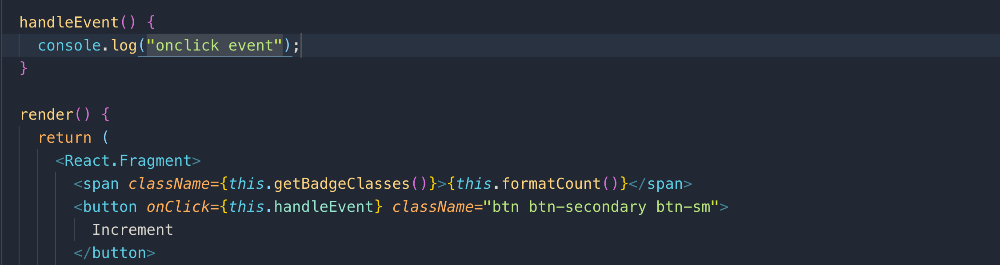 handleEvent() {
console.log("onclick event");
}
render() {
return (
<React.Fragment>
<span className={this.getBadgeClasses()}>{this.formatCount()}</span>
<button onClick={this.handleEvent} className="btn btn-secondary btn-sm">
Increment
</button>